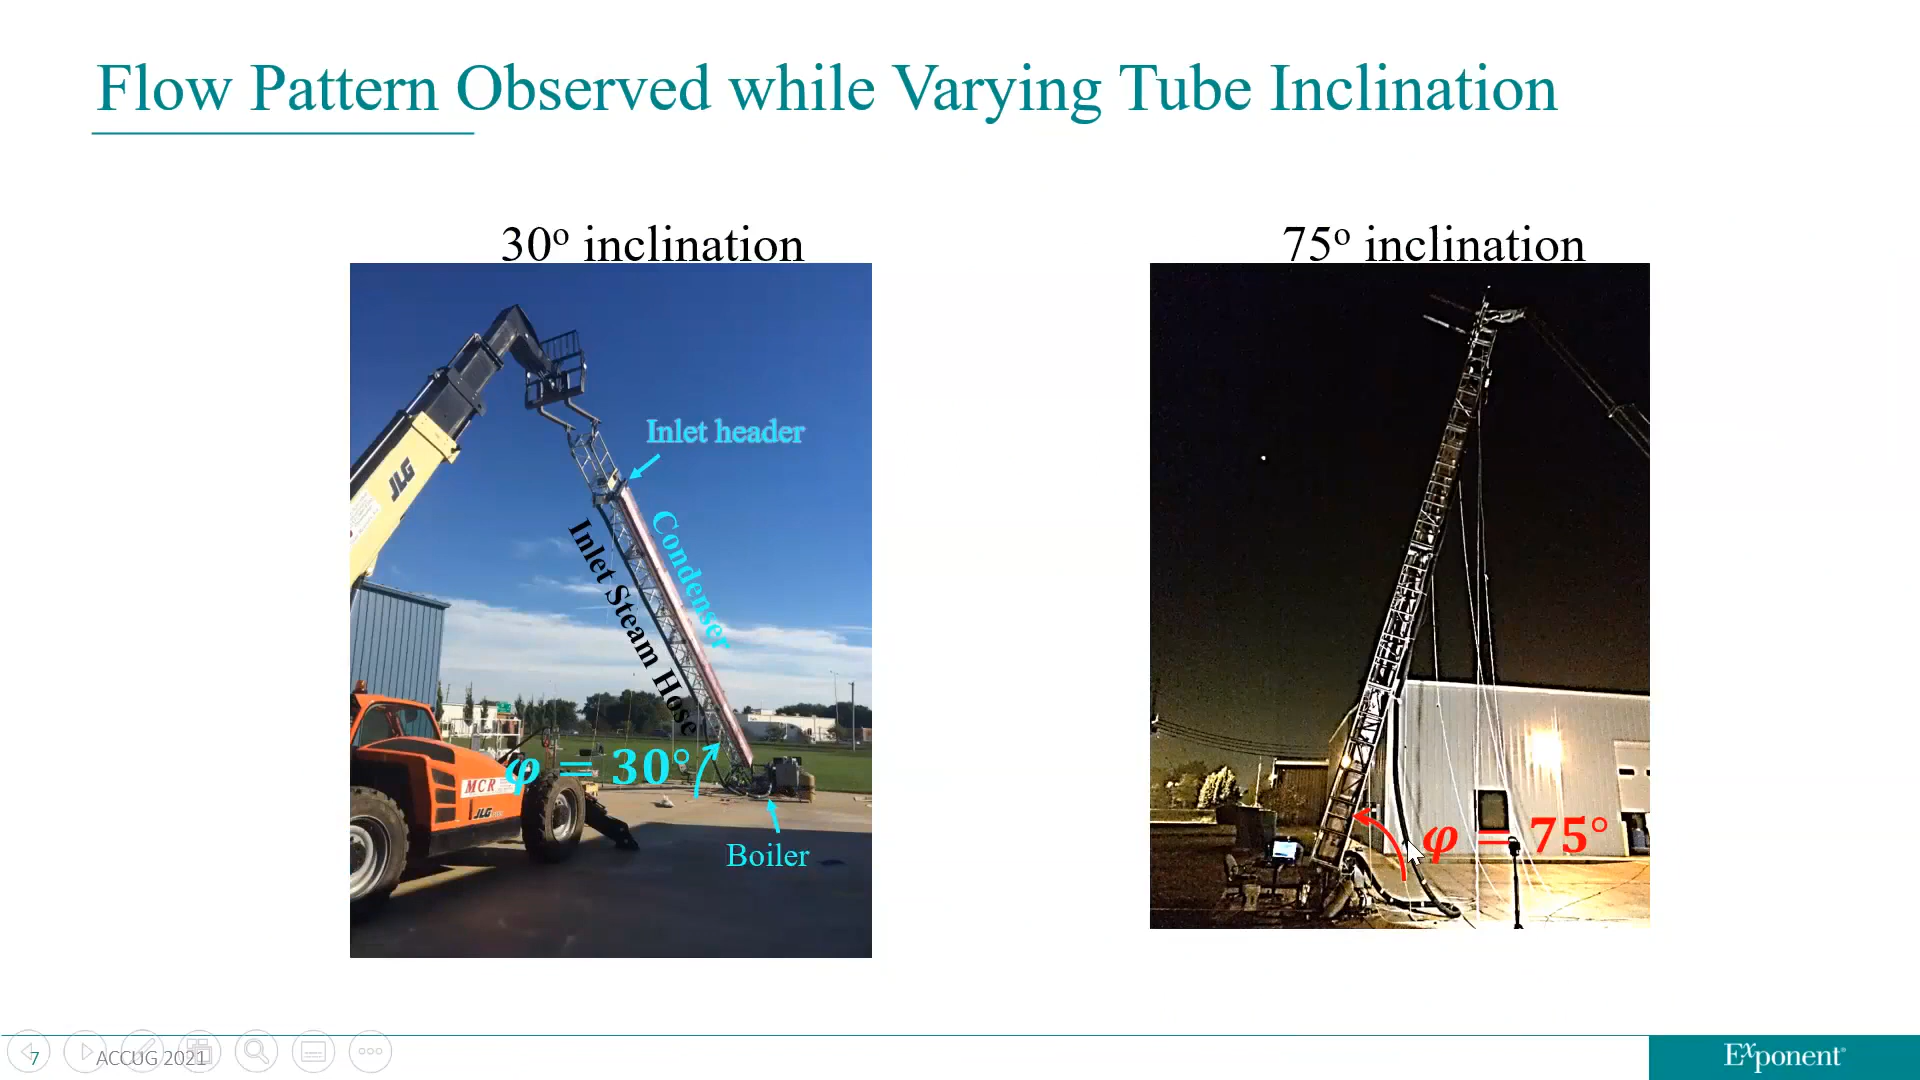 Flow Pattern Observed while Varying Tube Inclination
30° inclination
75° inclination
JLG
Inlet header
Condenser
Inlet Steam Hose
φ = 30°
MCR
JLG
Boiler
φ = 75°
7
ACCUG 2021
Exponent